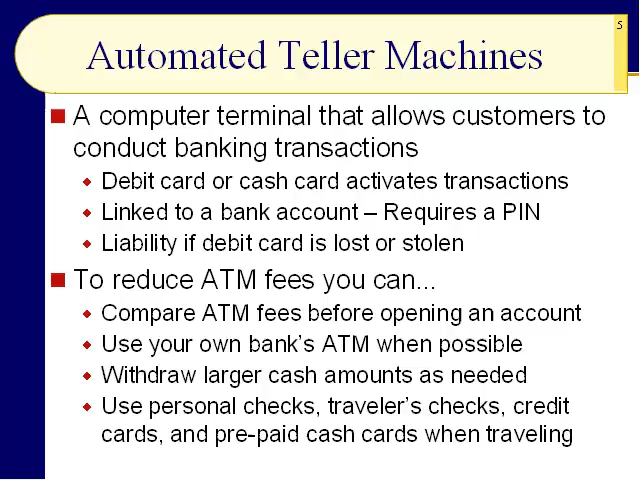 5
Automated Teller Machines
A computer terminal that allows customers to
conduct banking transactions
Debit card or cash card activates transactions
Linked to a bank account – Requires a PIN
Liability if debit card is lost or stolen
To reduce ATM fees you can...
Compare ATM fees before opening an account
Use your own bank's ATM when possible
Withdraw larger cash amounts as needed
Use personal checks, traveler's checks, credit
cards, and pre-paid cash cards when traveling